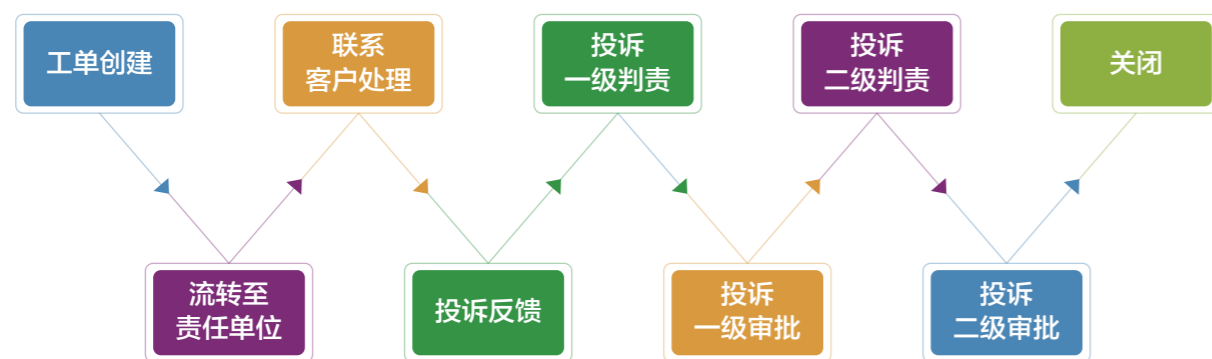 工单创建
联系
客户处理
投诉
一级判责
投诉
二级判责
关闭
流转至
责任单位
投诉反馈
投诉
一级审批
投诉
二级审批